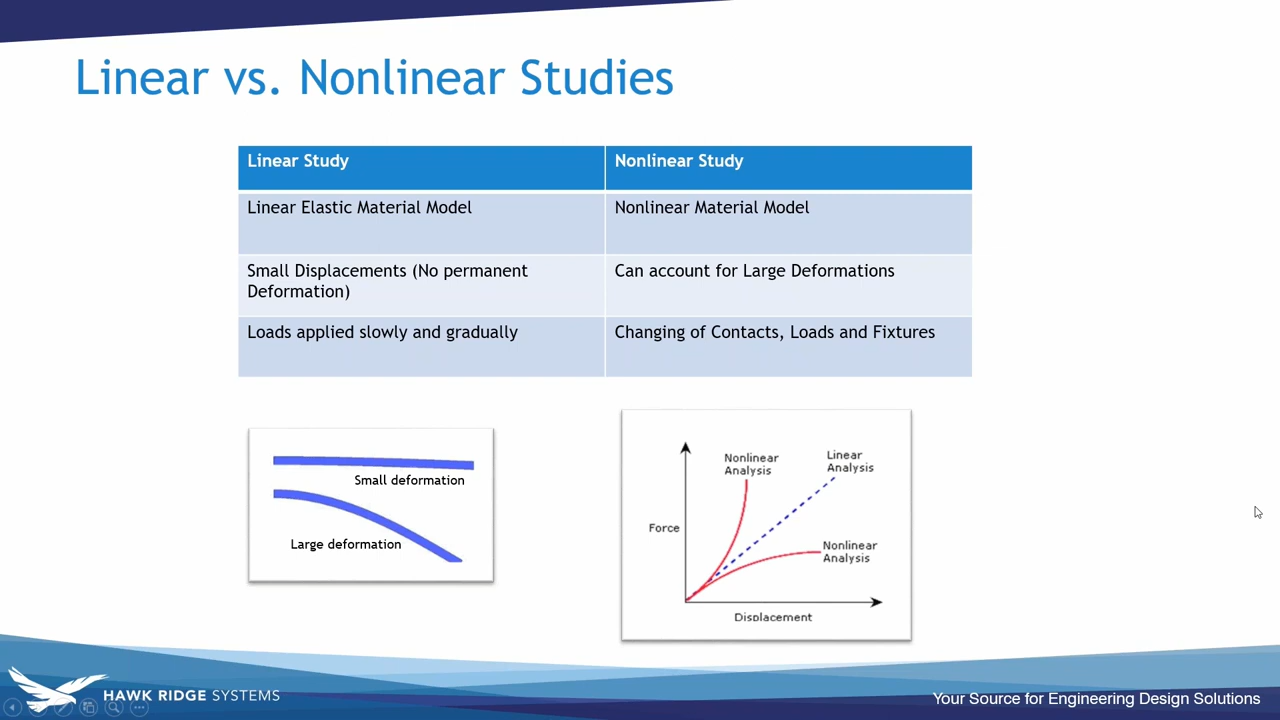 Linear vs. Nonlinear Studies
Linear Study
Nonlinear Study
Linear Elastic Material Model
Nonlinear Material Model
Small Displacements (No permanent
Deformation)
Can account for Large Deformations
Loads applied slowly and gradually
Changing of Contacts, Loads and Fixtures
Small deformation
Large deformation
Nonlinear
Analysis
Linear
Analysis
Force
Nonlinear
Analysis
Displacement
HAWK RIDGE SYSTEMS
Your Source for Engineering Design Solutions